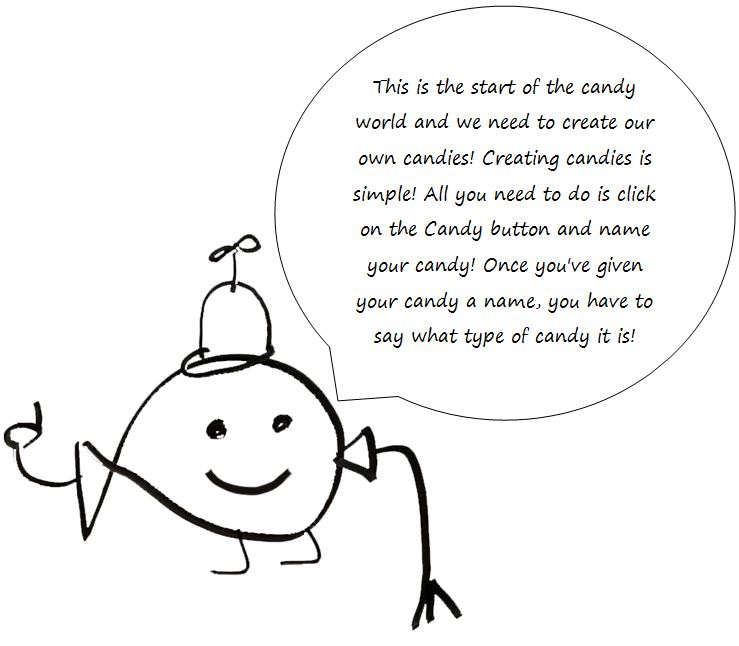 This is the start of the candy
world and we need to create our
own candies! Creating candies is
simple! All you need to do is click
on the Candy button and name
your candy! Once you've given
your candy a name, you have to
say what type of candy it is!